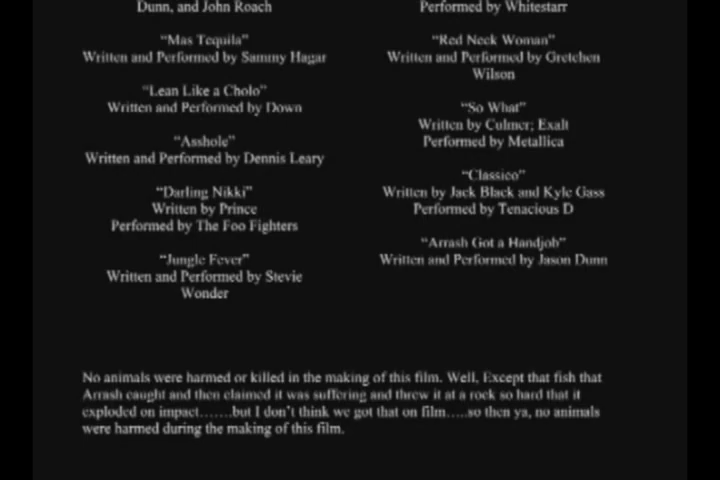 Dunn, and John Roach
"Mas Tequila"
Written and Performed by Sammy Hagar
"Lean Like a Cholo"
Written and Performed by Down
"Asshole"
Written and Performed by Dennis Leary
"Darling Nikki"
Written by Prince
Performed by The Foo Fighters
"Jungle Fever"
Written and Performed by Stevie
Wonder
Performed by Whitestarr
"Red Neck Woman"
Written and Performed by Gretchen
Wilson
"So What"
Written by Culmer; Exalt
Performed by Metallica
"Classico"
Written by Jack Black and Kyle Gass
Performed by Tenacious D
"Arrash Got a Handjob"
Written and Performed by Jason Dunn
No animals were harmed or killed in the making of this film. Well, Except that fish that
Arrash caught and then claimed it was suffering and threw it at a rock so hard that it
exploded on impact…….but I don't think we got that on film…..so then ya, no animals
were harmed during the making of this film.